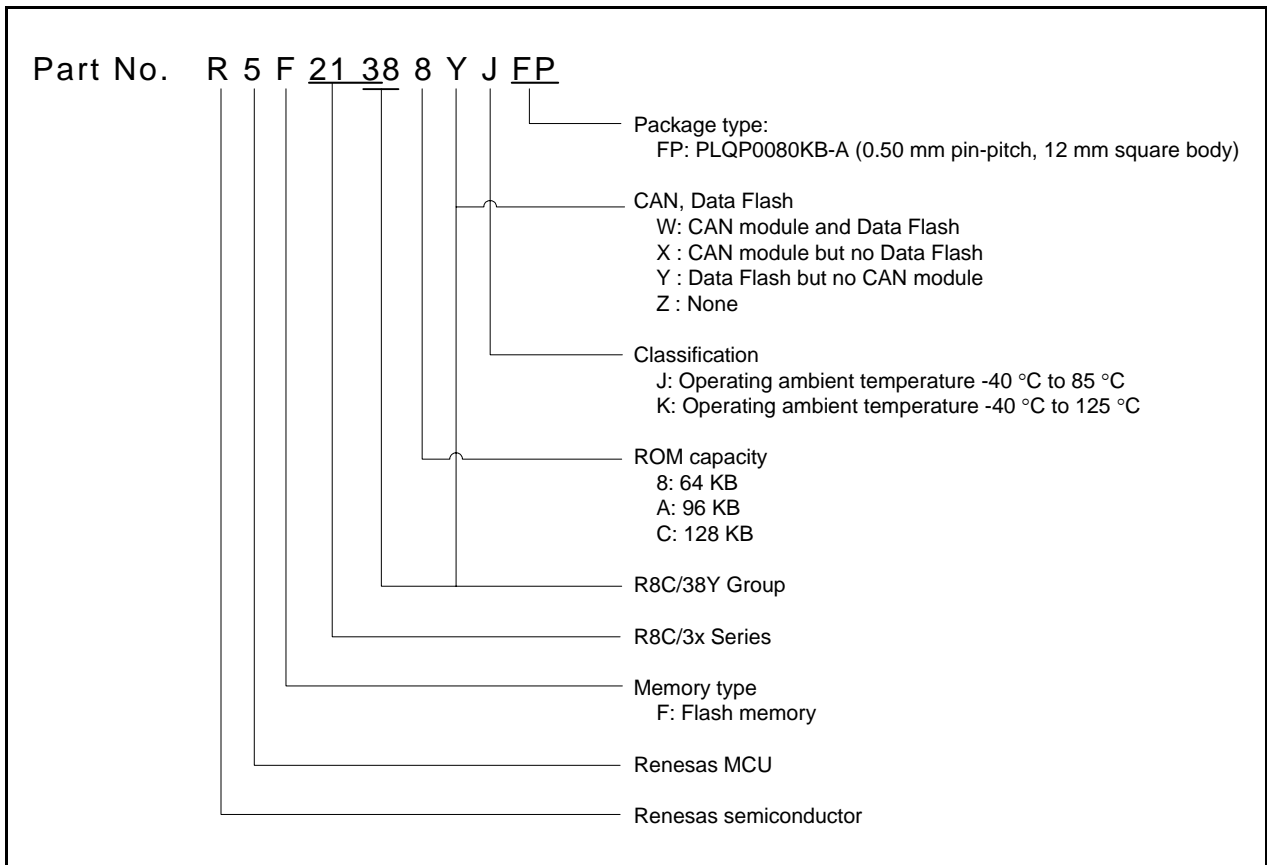 Part No. R 5 F 21 38 8 Y J FP
Package type:
FP: PLQP0080KB-A (0.50 mm pin-pitch, 12 mm square body)
CAN, Data Flash
W: CAN module and Data Flash
X : CAN module but no Data Flash
Y : Data Flash but no CAN module
Z : None
Classification
J: Operating ambient temperature -40 °C to 85 °C
K: Operating ambient temperature -40 °C to 125 °C
ROM capacity
8: 64 KB
A: 96 KB
C: 128 KB
R8C/38Y Group
R8C/3x Series
Memory type
F: Flash memory
Renesas MCU
Renesas semiconductor